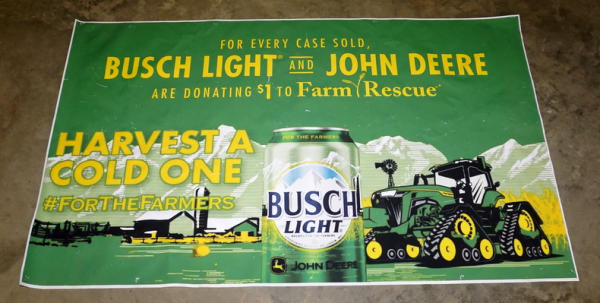 FOR EVERY CASE SOLD,
BUSCH LIGHT® AND JOHN DEERE
ARE DONATING $1 TO Farm Rescue
HARVEST A
COLD ONE
#FORTHEFARMERS
FOR THE FARMERS
BUSCH
LIGHT
JOHN DEERE